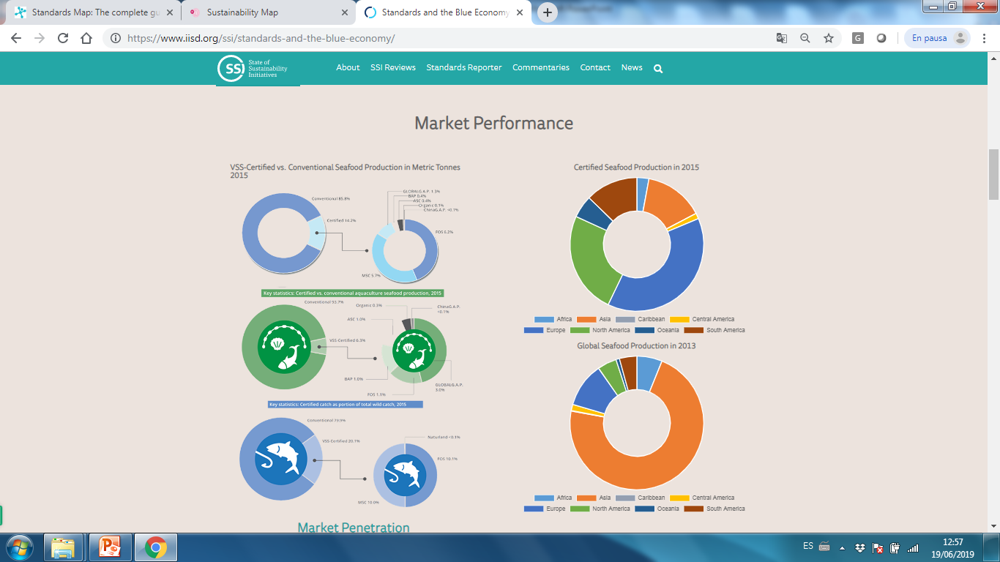 Standards Map: The complete gu
Sustainability Map
Standards and the Blue Economy
https://www.iisd.org/ssi/standards-and-the-blue-economy/
G
En pausa
SSI
State of
Sustainability
Initiatives
About
SSI Reviews
Standards Reporter
Commentaries
Contact
News
Market Performance
VSS-Certified vs. Conventional Seafood Production in Metric Tonnes
2015
Conventional 85.8%
Certified 14.2%
GLOBALG.A.P. 1.3%
BAP 0.4%
ASC 0.4%
Organic 0.1%
ChinaG.A.P. <0.1%
FOS 6.2%
MSC 5.7%
Key statistics: Certified vs. conventional aquaculture seafood production, 2015
Conventional 93.7%
VSS-Certified 6.3%
Organic 0.3%
ChinaG.A.P.
<0.1%
ASC 1.0%
BAP 1.0%
FOS 1.1%
GLOBALG.A.P.
3.0%
Key statistics: Certified catch as portion of total wild catch, 2015
Conventional 79.9%
VSS-Certified 20.1%
Naturland <0.1%
FOS 10.1%
MSC 10.0%
Market Penetration
Certified Seafood Production in 2015
Africa
Asia
Caribbean
Central America
Europe
North America
Oceania
South America
Global Seafood Production in 2013
Africa
Asia
Caribbean
Central America
Europe
North America
Oceania
South America
ES
12:57
19/06/2019